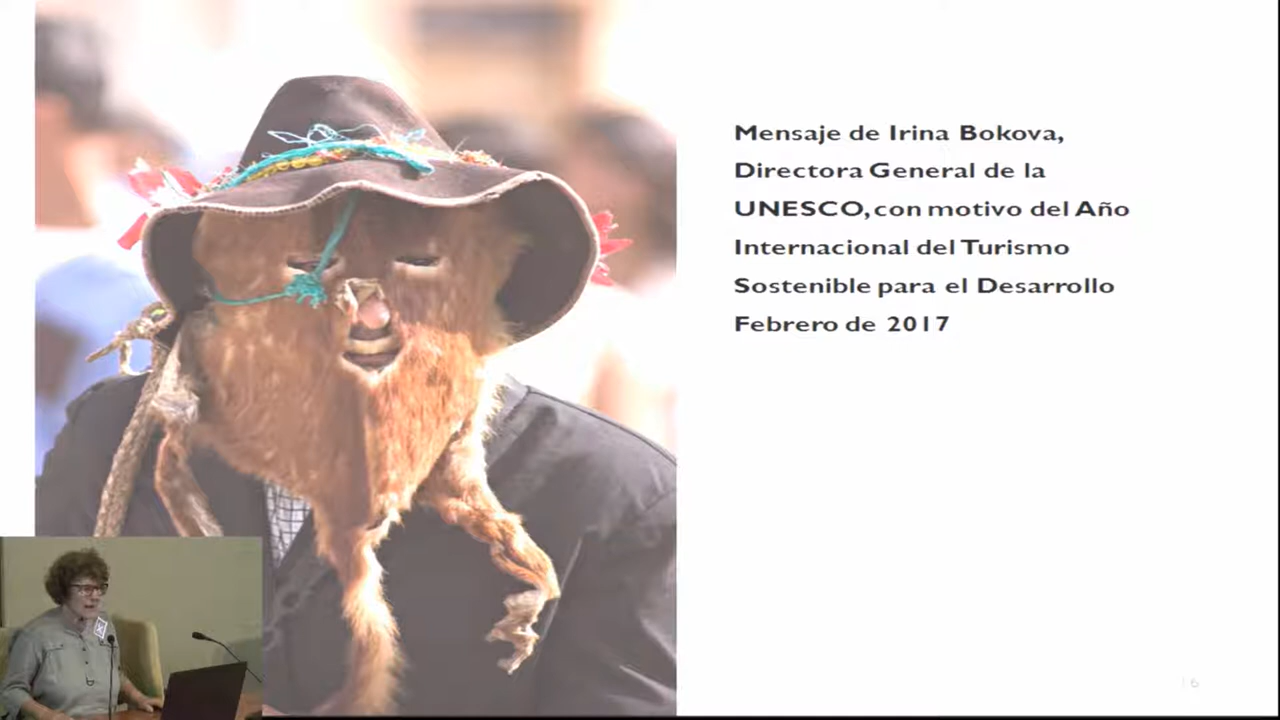 Mensaje de Irina Bokova,
Directora General de la
UNESCO, con motivo del Año
Internacional del Turismo
Sostenible para el Desarrollo
Febrero de 2017
16